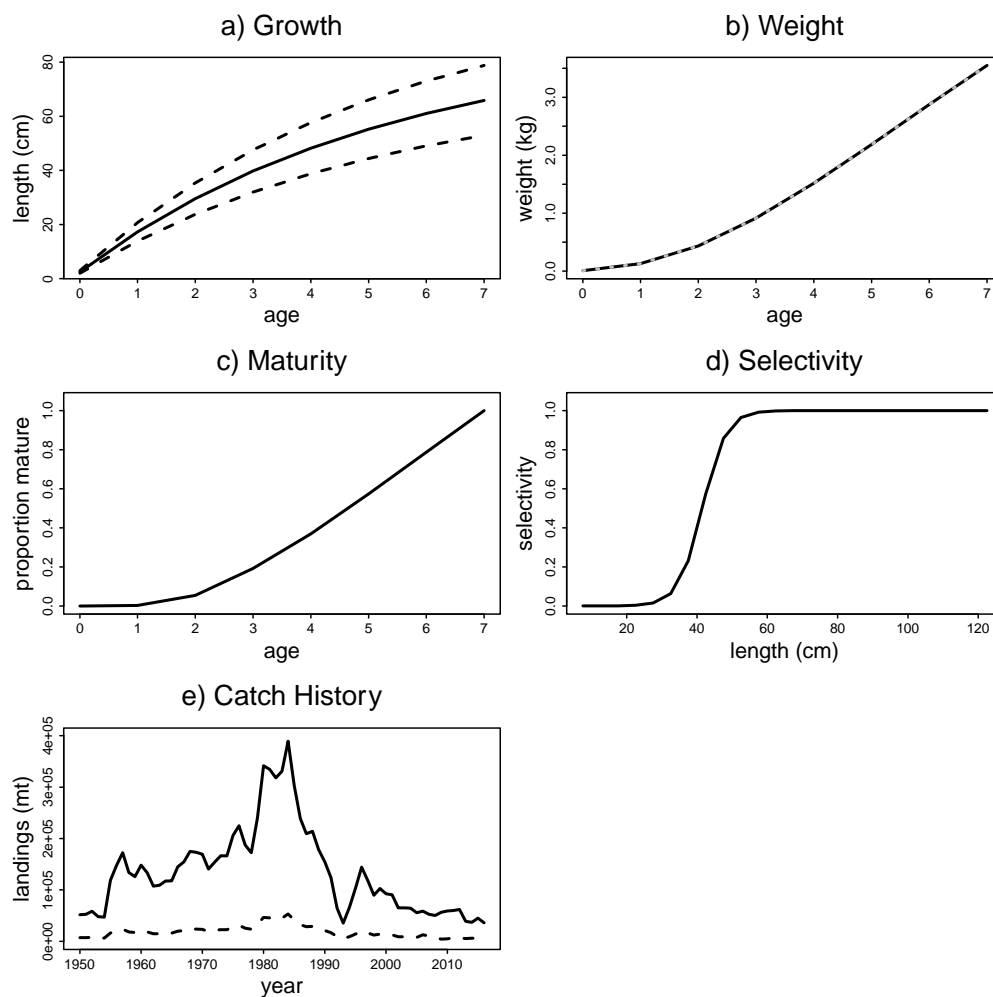 a) Growth
length (cm)
0 20 40 60 80
0 1 2 3 4 5 6 7
age
b) Weight
weight (kg)
0.0 1.0 2.0 3.0
0 1 2 3 4 5 6 7
age
c) Maturity
proportion mature
0.0 0.2 0.4 0.6 0.8 1.0
0 1 2 3 4 5 6 7
age
d) Selectivity
selectivity
0.0 0.2 0.4 0.6 0.8 1.0
20 40 60 80 100 120
length (cm)
e) Catch History
landings (mt)
0e+00 1e+05 2e+05 3e+05 4e+05
1950 1960 1970 1980 1990 2000 2010
year